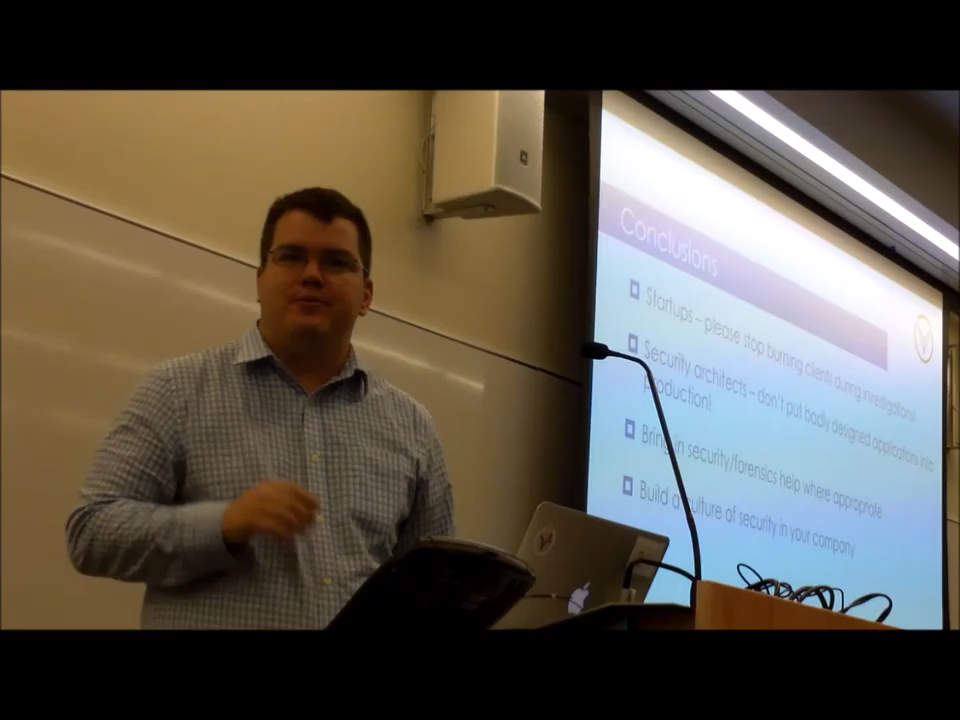 Conclusions
Startups – please stop burning clients during investigations!
Security architects – don't put badly designed applications into
production!
Bring in security/forensics help where appropriate
Build a culture of security in your company